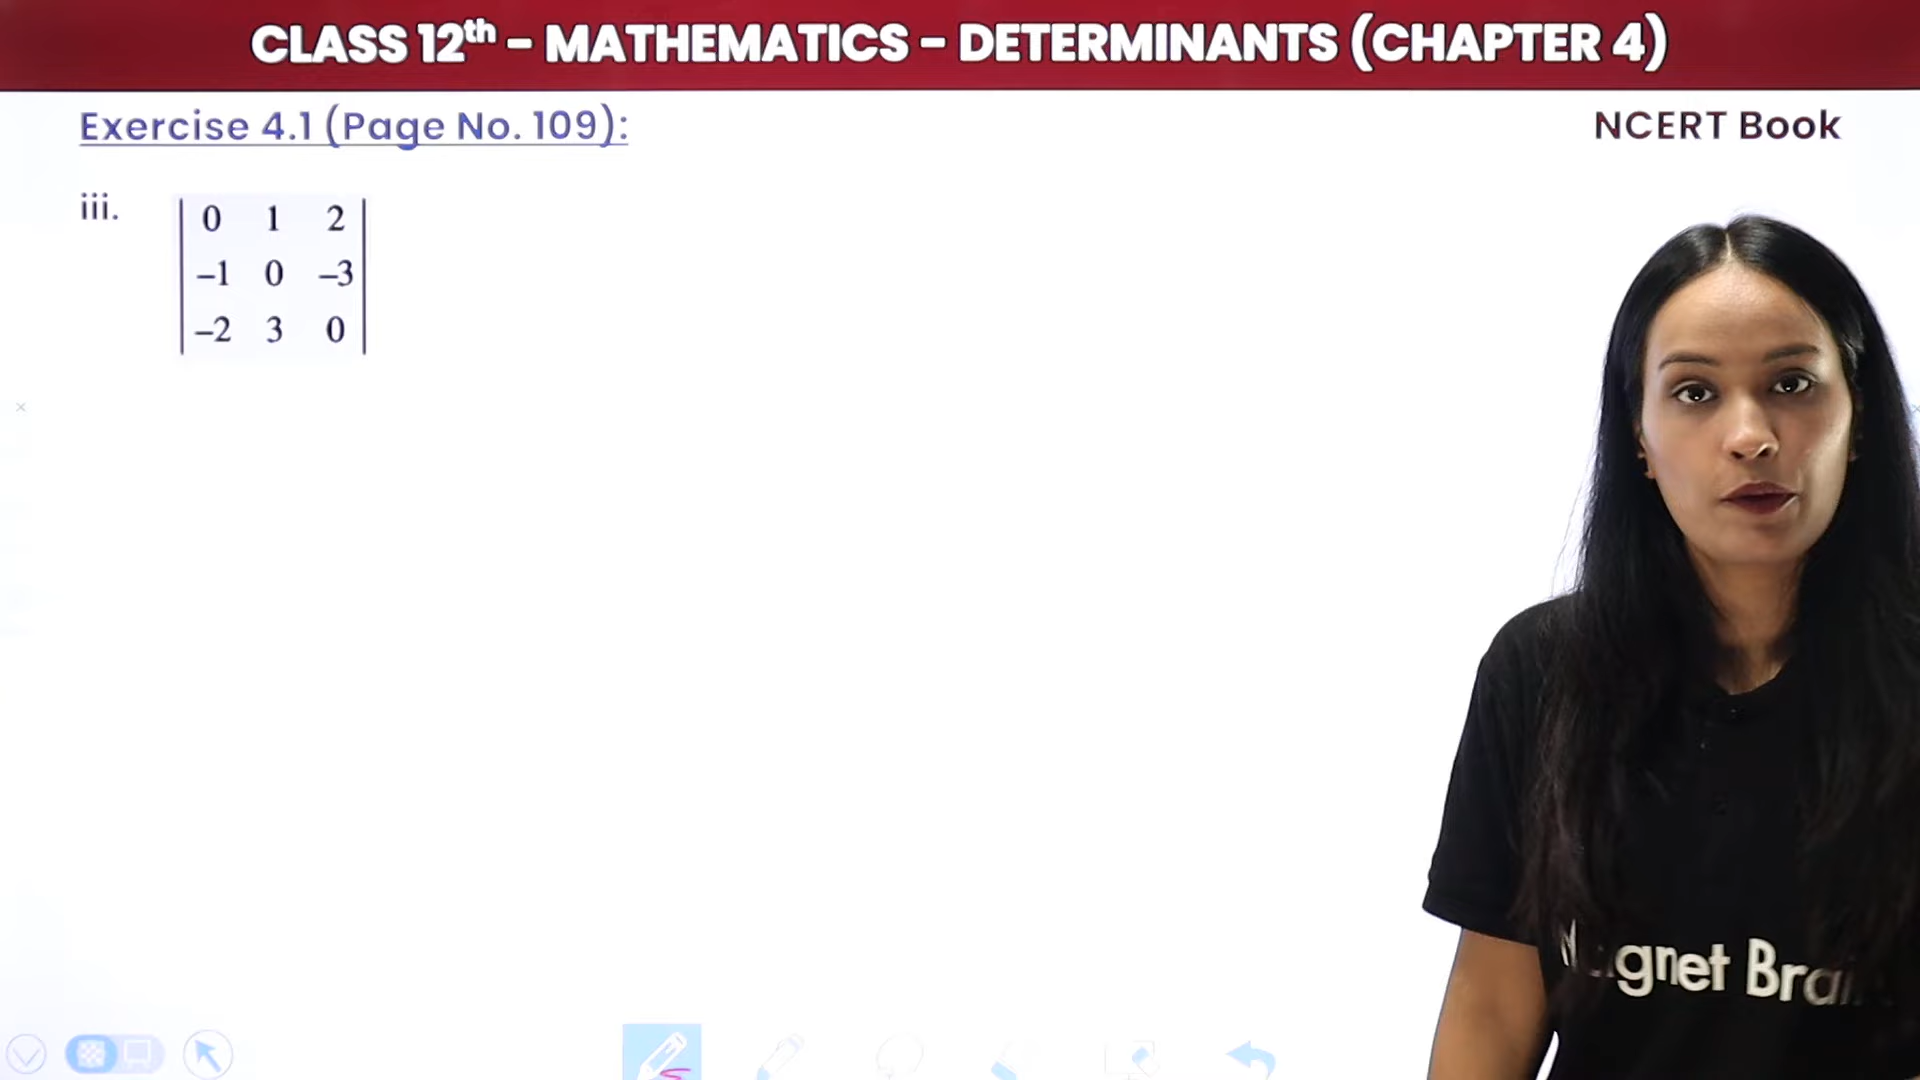 CLASS 12th - MATHEMATICS - DETERMINANTS (CHAPTER 4)
Exercise 4.1 (Page No. 109):
NCERT Book
iii.
0 1 2
–1 0 –3
–2 3 0